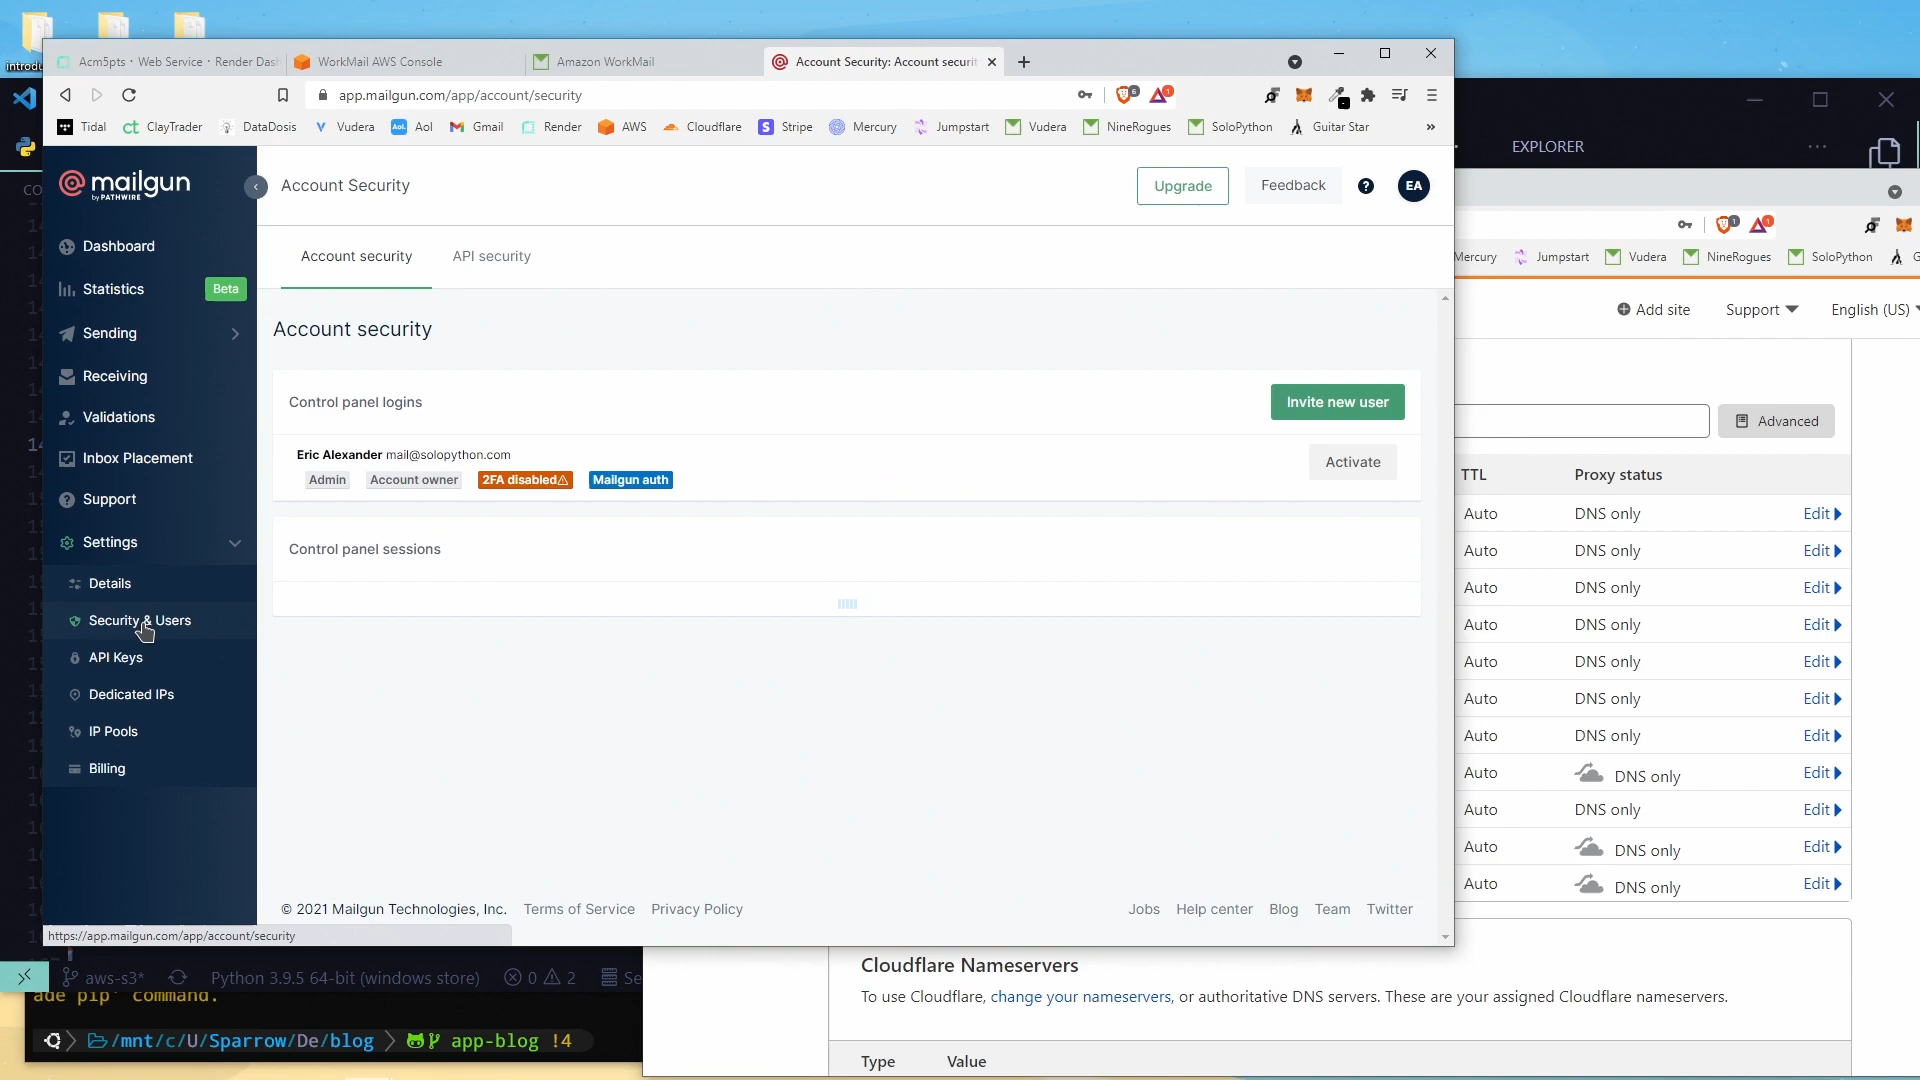 introdu
Acm5pts · Web Service · Render Dash
WorkMail AWS Console
Amazon WorkMail
Account Security: Account securit
app.mailgun.com/app/account/security
6
1
Tidal
ClayTrader
DataDosis
Vudera
Aol
Gmail
Render
AWS
Cloudflare
Stripe
Mercury
Jumpstart
Vudera
NineRogues
SoloPython
Guitar Star
»
mailgun
by PATHWIRE
Account Security
Upgrade
Feedback
EA
Dashboard
Statistics
Beta
Sending
Receiving
Validations
Inbox Placement
Support
Settings
Details
Security & Users
API Keys
Dedicated IPs
IP Pools
Billing
Account security
API security
Account security
Control panel logins
Invite new user
Eric Alexander mail@solopython.com
Activate
Admin
Account owner
2FA disabled
Mailgun auth
Control panel sessions
© 2021 Mailgun Technologies, Inc.
Terms of Service
Privacy Policy
Jobs
Help center
Blog
Team
Twitter
https://app.mailgun.com/app/account/security
EXPLORER
···
1
1
Mercury
Jumpstart
Vudera
NineRogues
SoloPython
Add site
Support
English (US)
Advanced
TTL
Proxy status
Auto
DNS only
Edit
Auto
DNS only
Edit
Auto
DNS only
Edit
Auto
DNS only
Edit
Auto
DNS only
Edit
Auto
DNS only
Edit
Auto
DNS only
Edit
Auto
DNS only
Edit
Auto
DNS only
Edit
Auto
DNS only
Edit
Auto
DNS only
Edit
Cloudflare Nameservers
To use Cloudflare, change your nameservers, or authoritative DNS servers. These are your assigned Cloudflare nameservers.
Type
Value
aws-s3*
Python 3.9.5 64-bit (windows store)
0
2
Se
ade pip' command.
/mnt/c/U/Sparrow/De/blog
app-blog !4